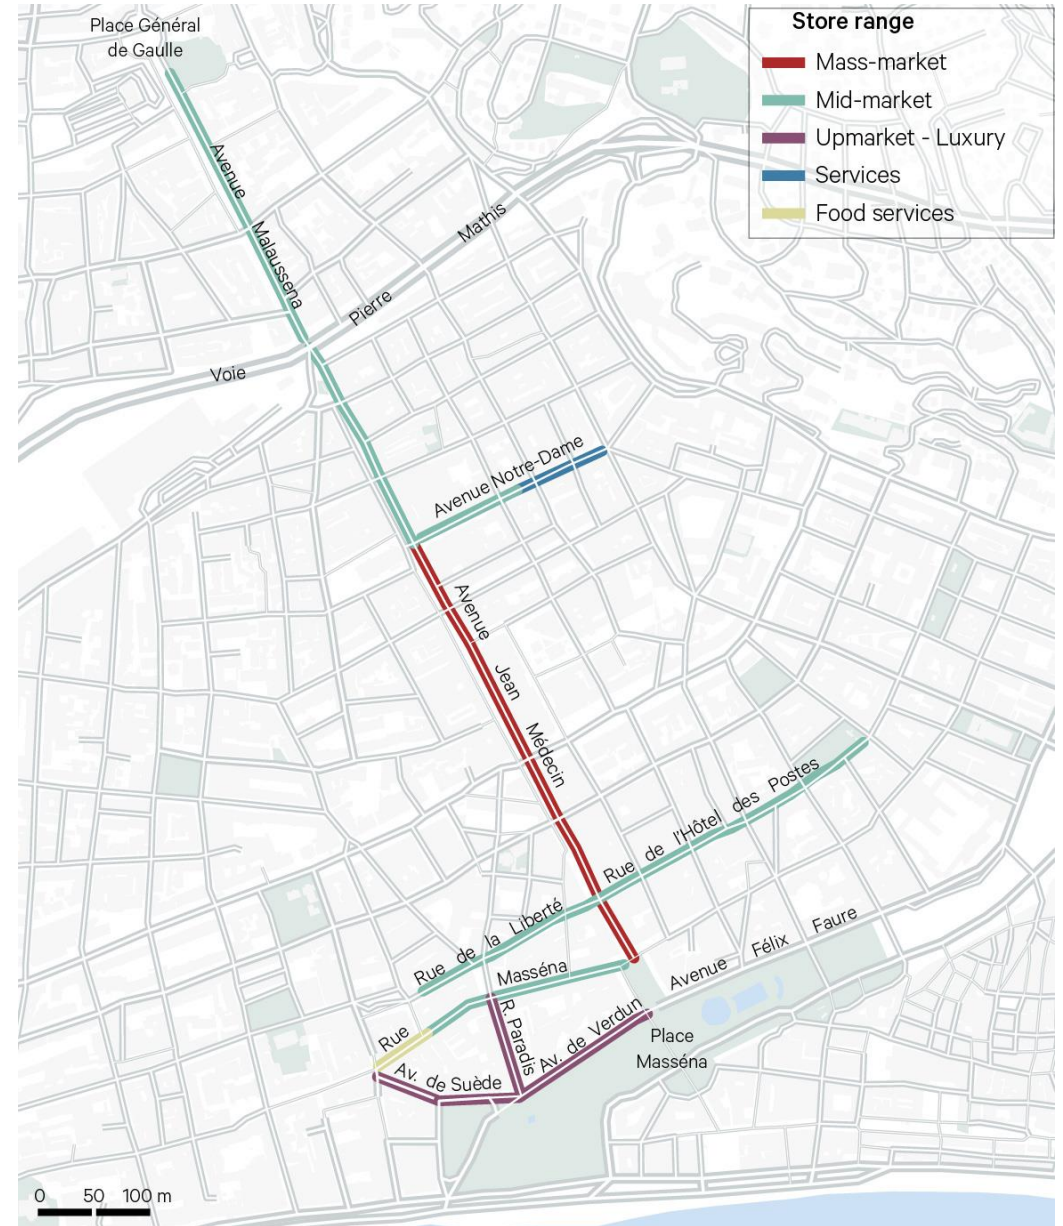 Place Général
de Gaulle
Store range
Mass-market
Mid-market
Upmarket - Luxury
Services
Food services
Avenue
Malaussena
Mathis
Pierre
Voie
Avenue Notre-Dame
Avenue
Jean
Médecin
Rue de l'Hôtel des Postes
Rue de la Liberté
Avenue Félix Faure
Masséna
Rue
R. Paradis
Av. de Verdun
Av. de Suède
Place
Masséna
0 50 100 m